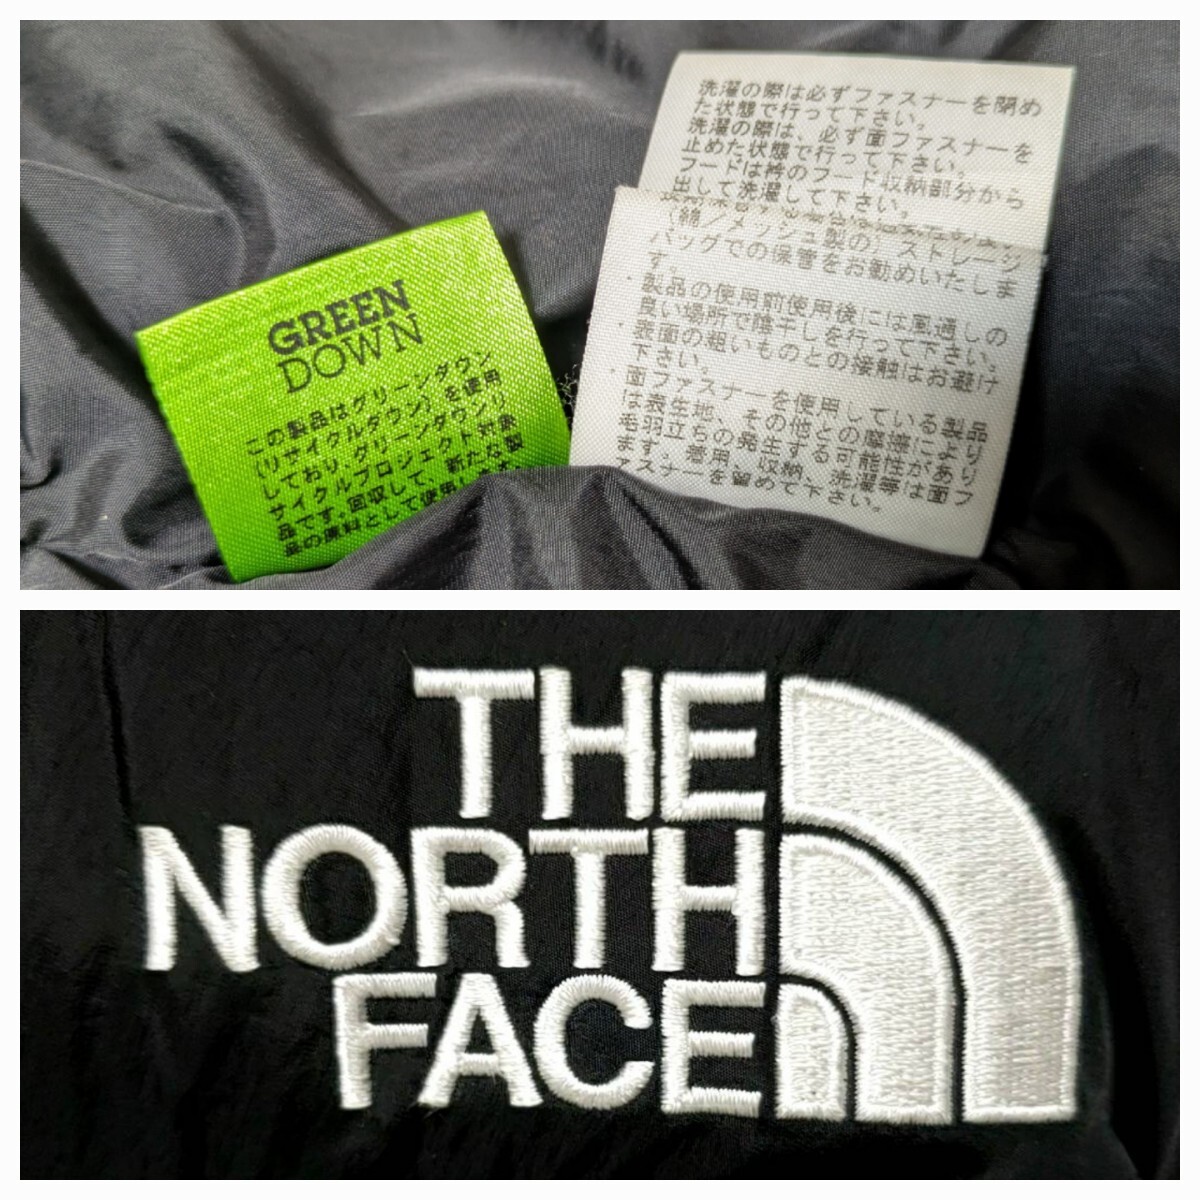 GREEN
DOWN
この製品はグリーンダウン
(リサイクルダウン)を使用
しており、グリーンダウンリ
サイクルプロジェクト対象
品です。回収して、新たな製
品の原料として使用し
洗濯の際は必ずファスナーを閉め
た状態で行って下さい。
洗濯の際は、必ず面ファスナーを
止めた状態で行って下さい。
フードは衿のフード収納部分から
出して洗濯して下さい。
(綿/メッシュ製の)ストレージ
バッグでの保管をお勧めいたしま
す。
・製品の使用前使用後には風通しの
良い場所で陰干しを行って下さい。
・表面の粗いものとの接触はお避け
下さい。
・面ファスナーを使用している製品
は表生地、その他との摩擦により
毛羽立ちの発生する可能性があり
ます。着用、収納、洗濯等は面フ
ァスナーを留めて下さい。
THE
NORTH
FACE